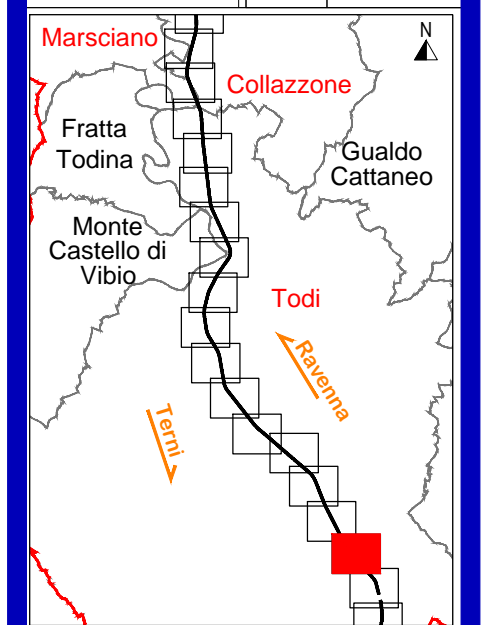 N
Marsciano
Collazzone
Fratta
Todina
Gualdo
Cattaneo
Monte
Castello di
Vibio
Todi
Ravenna
Terni